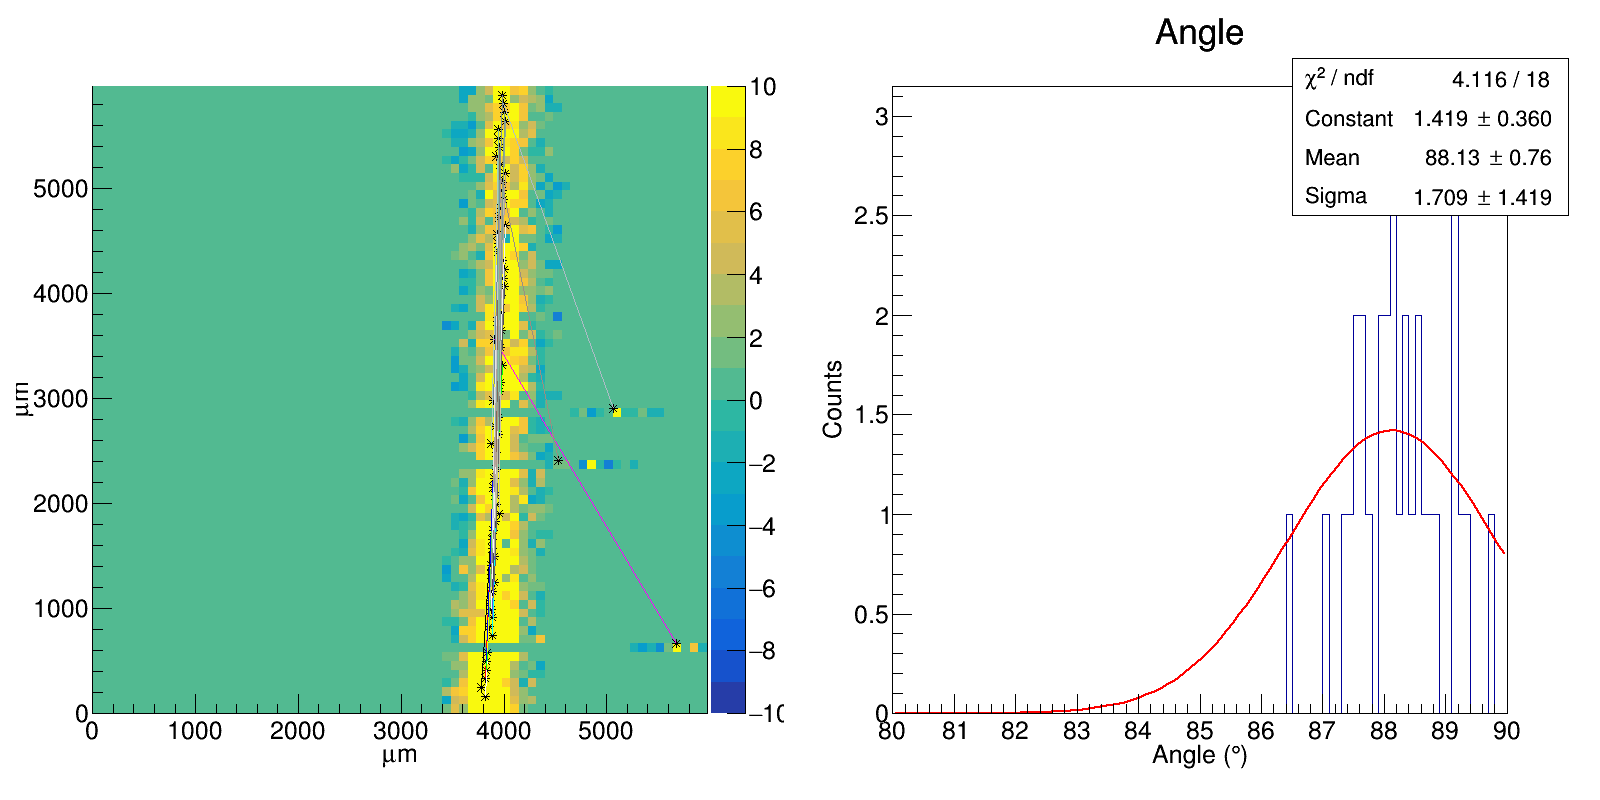 Angle
χ² / ndf 4.116 / 18
Constant 1.419 ± 0.360
Mean 88.13 ± 0.76
Sigma 1.709 ± 1.419
5000
4000
3000
2000
1000
0
μm
0 1000 2000 3000 4000 5000
μm
10
8
6
4
2
0
−2
−4
−6
−8
−10
3
2.5
2
1.5
1
0.5
0
Counts
80 81 82 83 84 85 86 87 88 89 90
Angle (°)